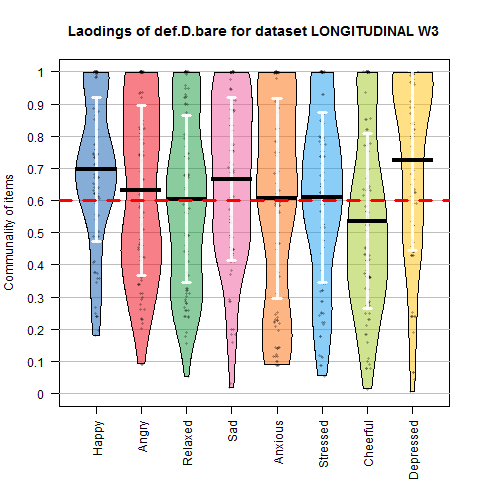 Laodings of def.D.bare for dataset LONGITUDINAL W3
Communality of items
1
0.9
0.8
0.7
0.6
0.5
0.4
0.3
0.2
0.1
0
Happy
Angry
Relaxed
Sad
Anxious
Stressed
Cheerful
Depressed